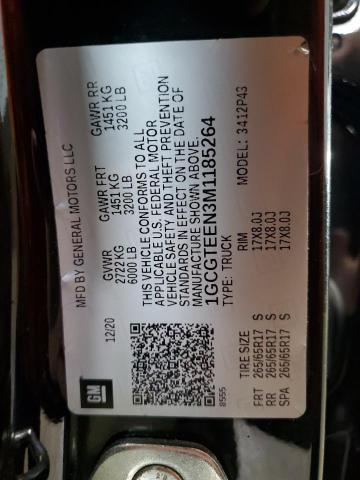 MFD BY GENERAL MOTORS LLC
12/20
GVWR
2722 KG
6000 LB
GAWR FRT
1451 KG
3200 LB
GAWR RR
1451 KG
3200 LB
THIS VEHICLE CONFORMS TO ALL
APPLICABLE U.S. FEDERAL MOTOR
VEHICLE SAFETY AND THEFT PREVENTION
STANDARDS IN EFFECT ON THE DATE OF
MANUFACTURE SHOWN ABOVE.
1GCGTEEN3M1185264
TYPE: TRUCK
MODEL: 3412P43
GM
8555
TIRE SIZE RIM
FRT 265/65R17 S 17X8.0J
RR 265/65R17 S 17X8.0J
SPA 265/65R17 S 17X8.0J